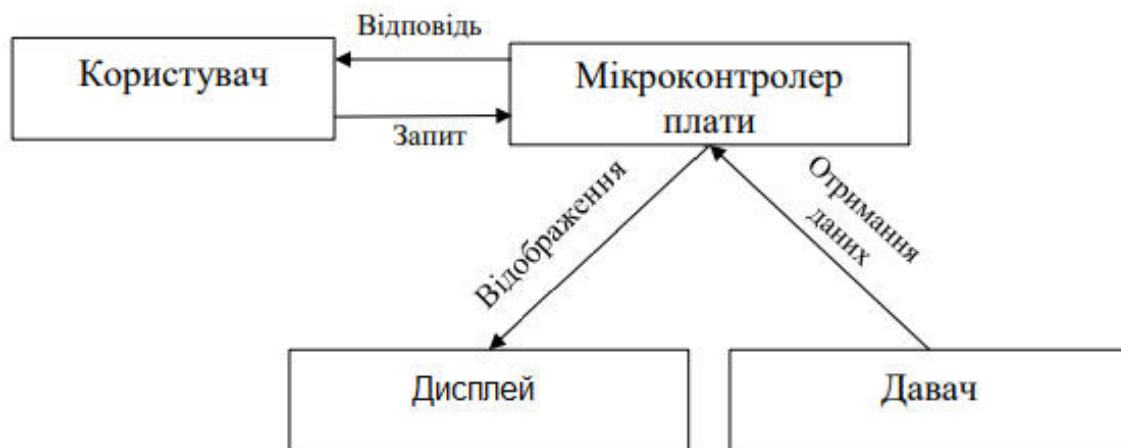 Відповідь
Користувач
Мікроконтролер
плати
Запит
Відображення
Отримання
даних
Дисплей
Давач